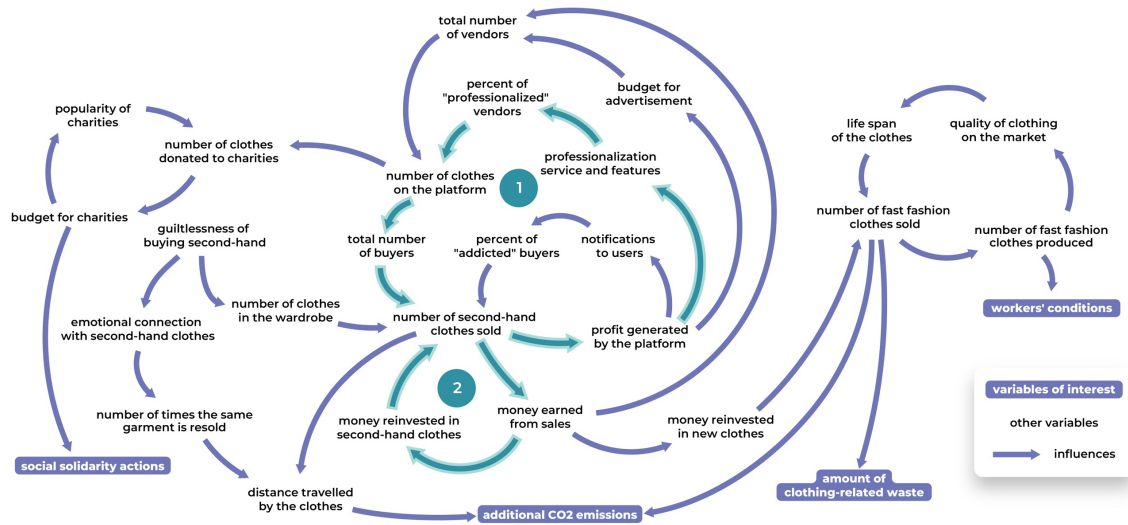 total number
of vendors
percent of
"professionalized"
vendors
budget for
advertisement
popularity of
charities
number of clothes
donated to charities
life span
of the clothes
quality of clothing
on the market
number of clothes
on the platform
1
professionalization
service and features
budget for charities
guiltlessness of
buying second-hand
total number
of buyers
percent of
"addicted" buyers
notifications
to users
number of fast fashion
clothes sold
number of fast fashion
clothes produced
emotional connection
with second-hand clothes
number of clothes
in the wardrobe
number of second-hand
clothes sold
profit generated
by the platform
workers' conditions
2
number of times the same
garment is resold
money reinvested in
second-hand clothes
money earned
from sales
money reinvested
in new clothes
variables of interest
other variables
influences
social solidarity actions
distance travelled
by the clothes
additional CO2 emissions
amount of
clothing-related waste